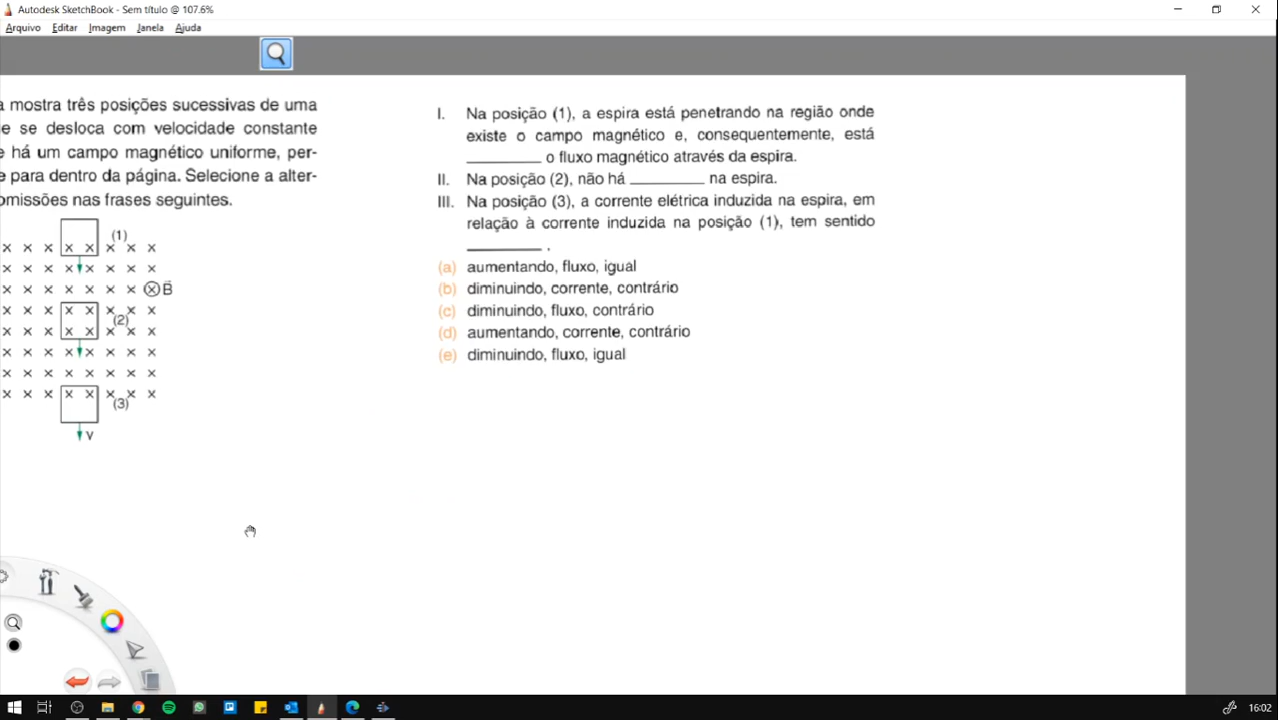 Autodesk SketchBook - Sem título @ 107.6%
Arquivo Editar Imagem Janela Ajuda
a mostra três posições sucessivas de uma
e se desloca com velocidade constante
e há um campo magnético uniforme, per-
e para dentro da página. Selecione a alter-
omissões nas frases seguintes.
(1)
B
(2)
(3)
v
I. Na posição (1), a espira está penetrando na região onde
existe o campo magnético e, consequentemente, está
__________ o fluxo magnético através da espira.
II. Na posição (2), não há __________ na espira.
III. Na posição (3), a corrente elétrica induzida na espira, em
relação à corrente induzida na posição (1), tem sentido
__________ .
(a) aumentando, fluxo, igual
(b) diminuindo, corrente, contrário
(c) diminuindo, fluxo, contrário
(d) aumentando, corrente, contrário
(e) diminuindo, fluxo, igual
16:02